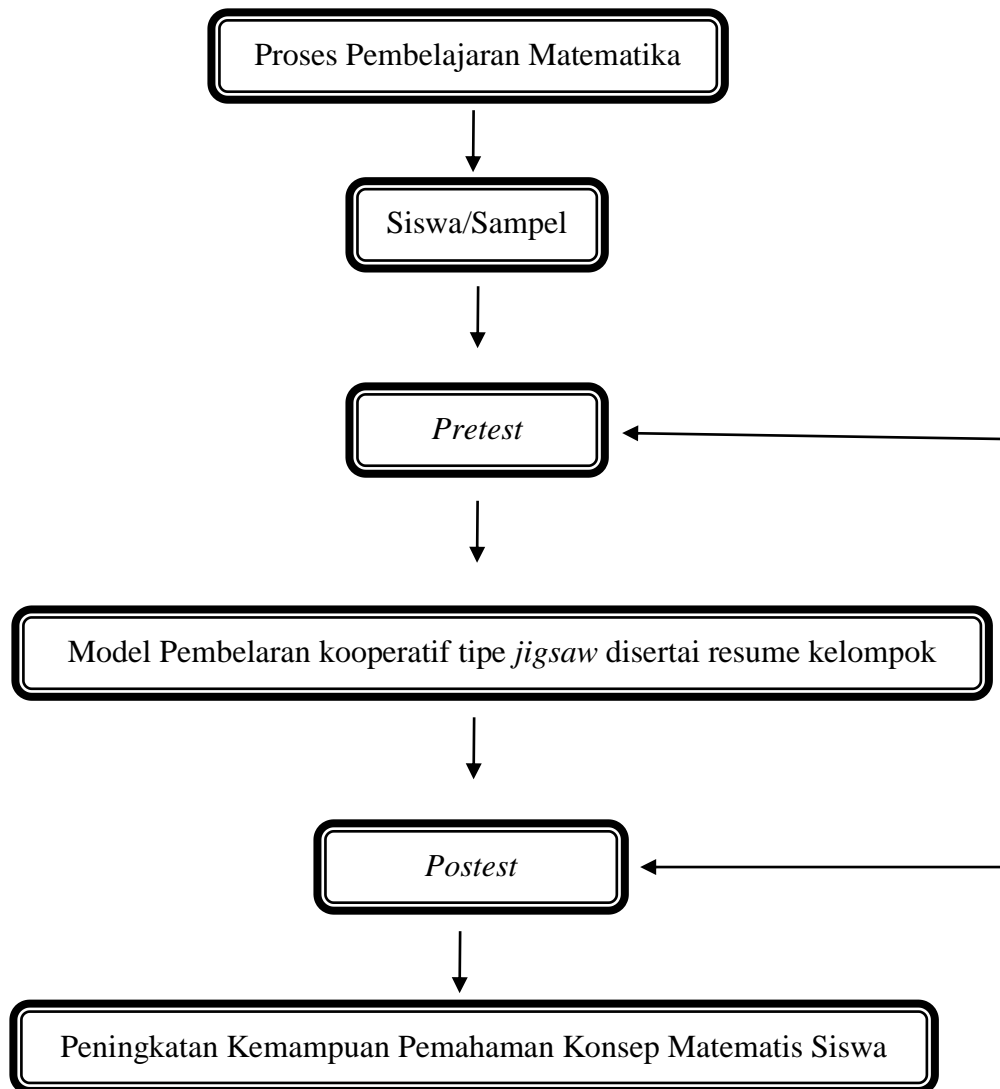 Proses Pembelajaran Matematika
Siswa/Sampel
Pretest
Model Pembelaran kooperatif tipe jigsaw disertai resume kelompok
Postest
Peningkatan Kemampuan Pemahaman Konsep Matematis Siswa